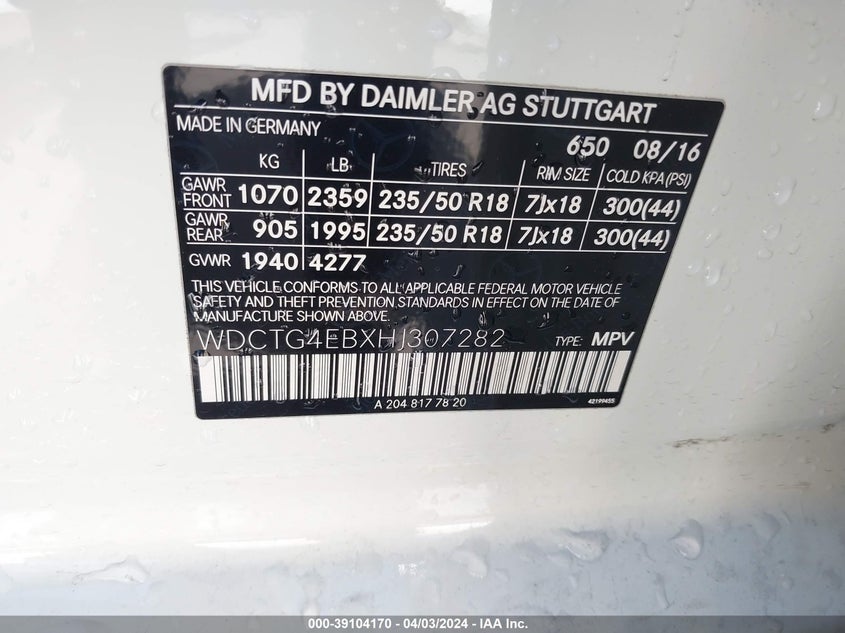 MFD BY DAIMLER AG STUTTGART
MADE IN GERMANY
650 08/16
KG LB TIRES RIM SIZE COLD KPA (PSI)
GAWR FRONT 1070 2359 235/50 R18 7Jx18 300(44)
GAWR REAR 905 1995 235/50 R18 7Jx18 300(44)
GVWR 1940 4277
THIS VEHICLE CONFORMS TO ALL APPLICABLE FEDERAL MOTOR VEHICLE
SAFETY AND THEFT PREVENTION STANDARDS IN EFFECT ON THE DATE OF
MANUFACTURE SHOWN ABOVE.
WDCTG4EBXHJ307282 TYPE: MPV
A 204 817 78 20
42199455
000-39104170 - 04/03/2024 - IAA Inc.